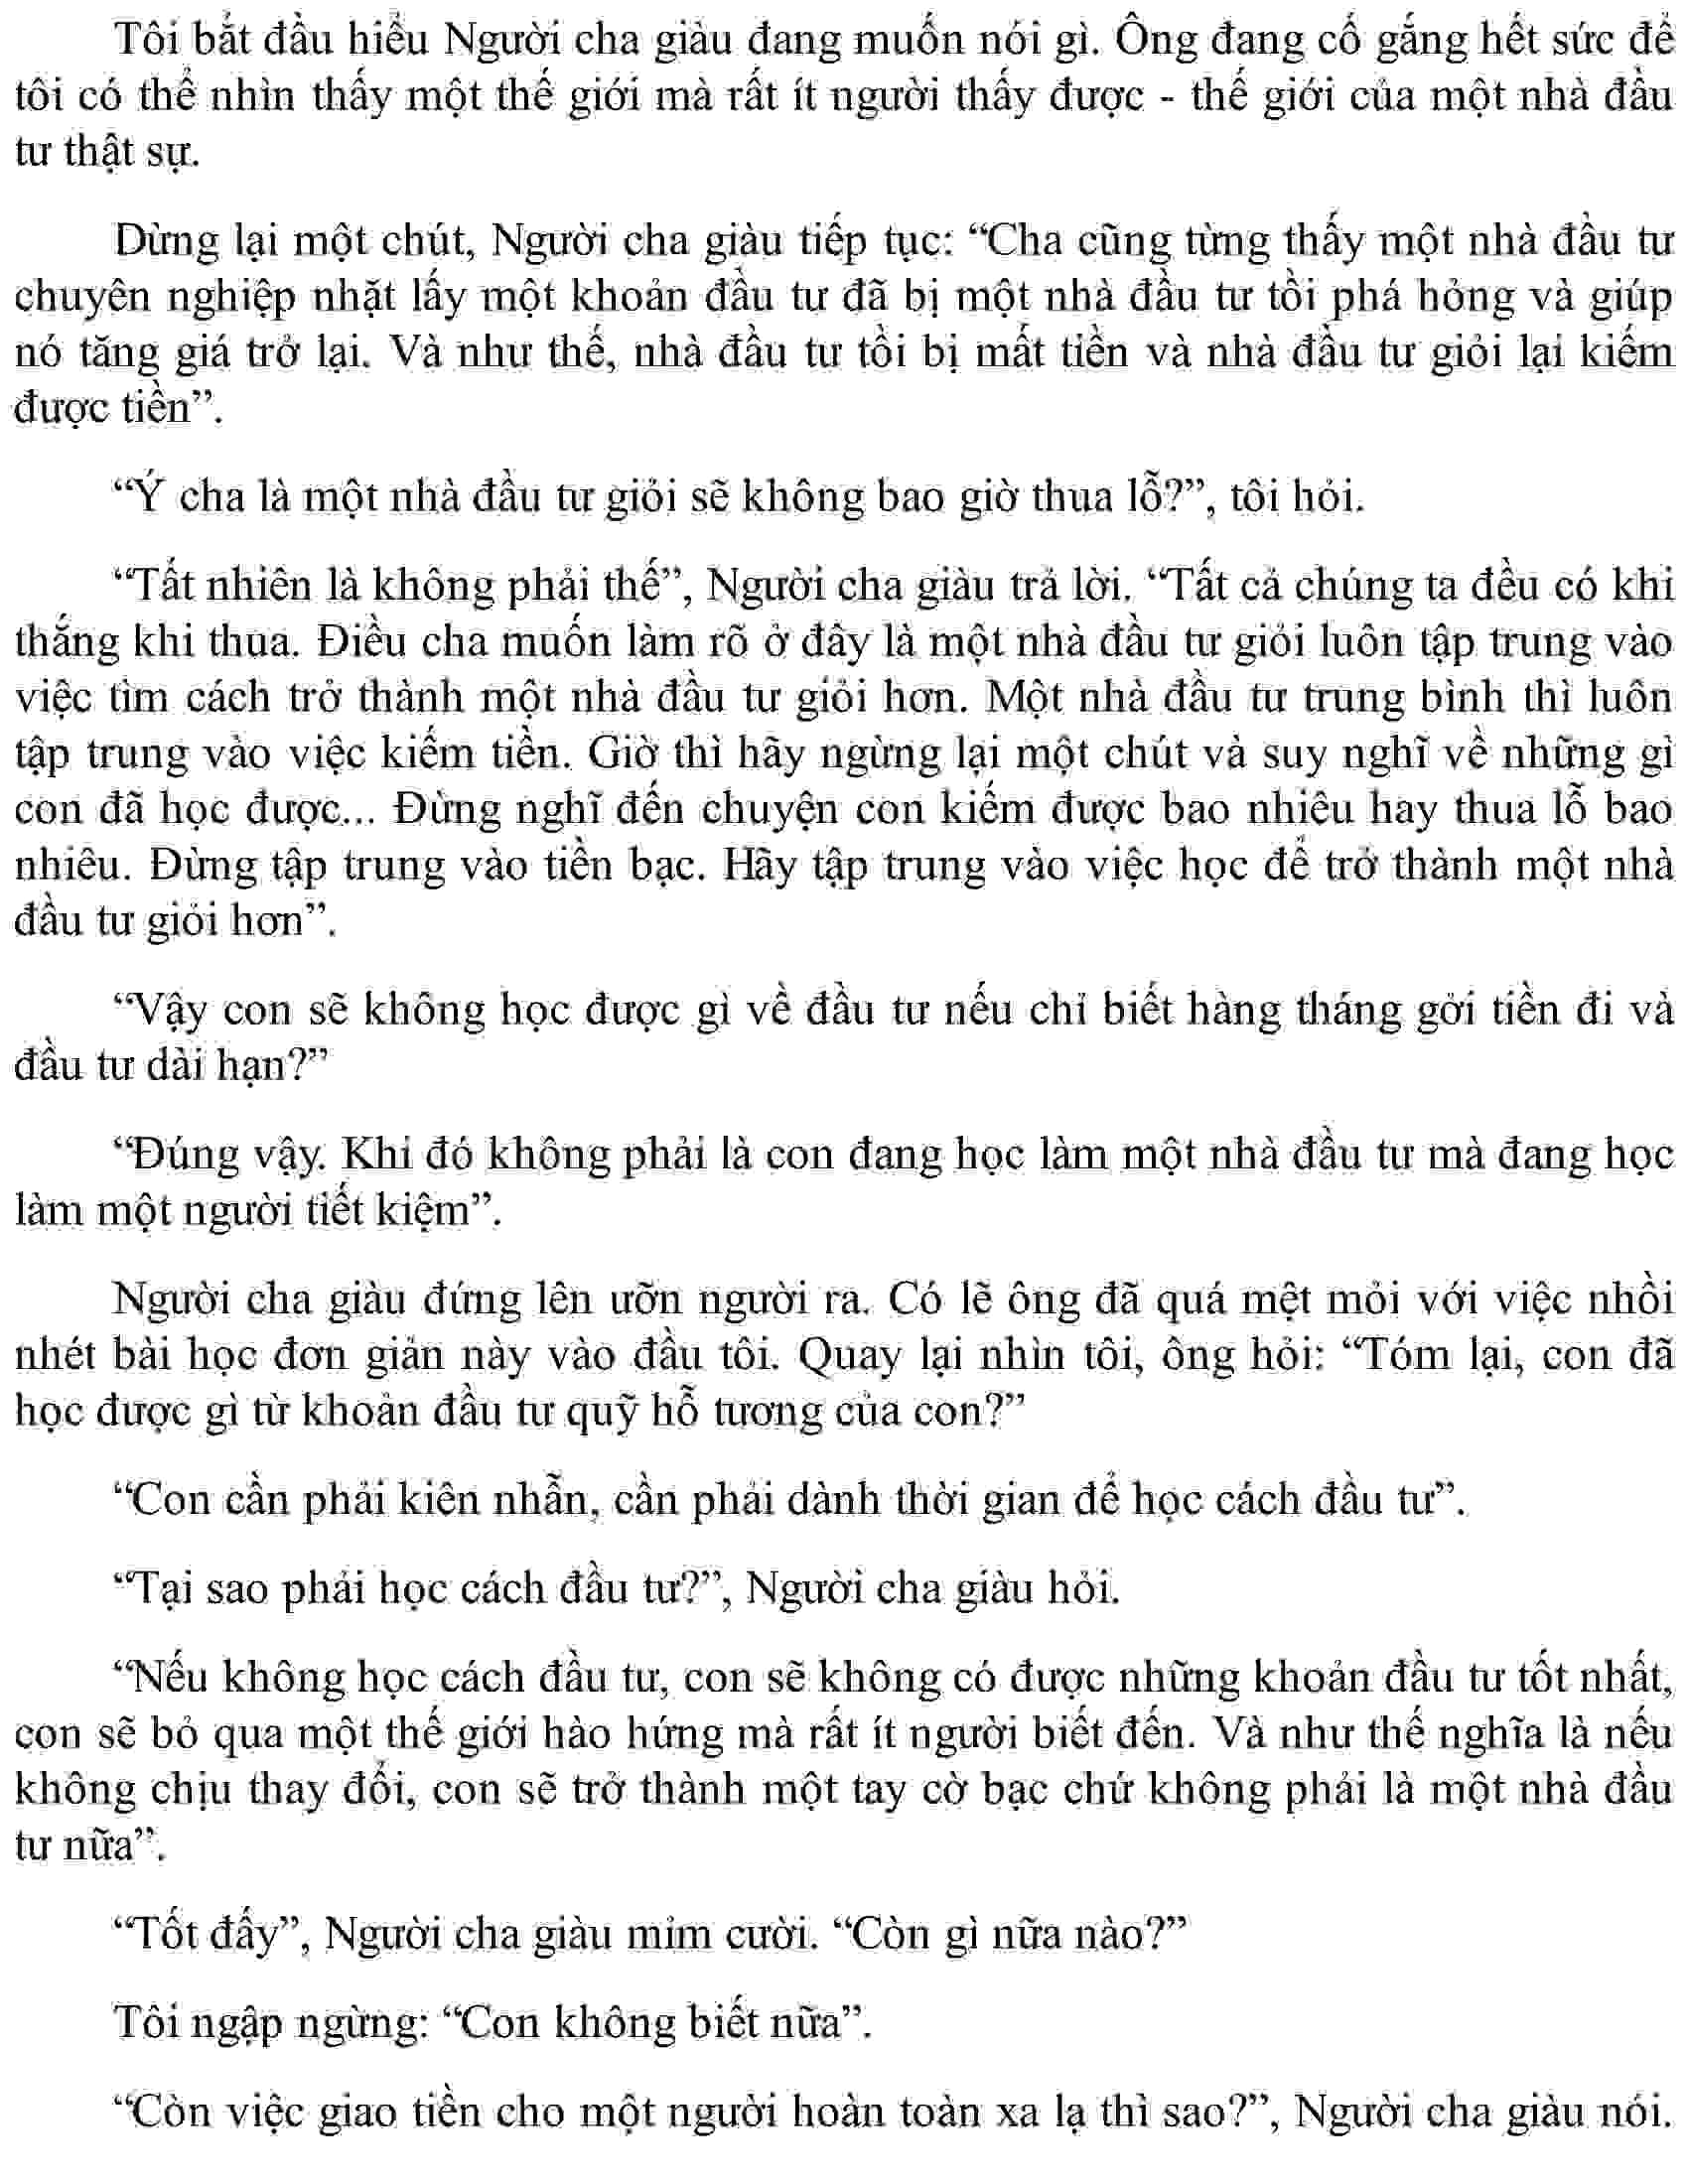 Tôi bắt đầu hiểu Người cha giàu đang muốn nói gì. Ông đang cố gắng hết sức để
tôi có thể nhìn thấy một thế giới mà rất ít người thấy được - thế giới của một nhà đầu
tư thật sự.
Dừng lại một chút, Người cha giàu tiếp tục: “Cha cũng từng thấy một nhà đầu tư
chuyên nghiệp nhặt lấy một khoản đầu tư đã bị một nhà đầu tư tồi phá hỏng và giúp
nó tăng giá trở lại. Và như thế, nhà đầu tư tồi bị mất tiền và nhà đầu tư giỏi lại kiếm
được tiền”.
“Ý cha là một nhà đầu tư giỏi sẽ không bao giờ thua lỗ?”, tôi hỏi.
“Tất nhiên là không phải thế”, Người cha giàu trả lời. “Tất cả chúng ta đều có khi
thắng khi thua. Điều cha muốn làm rõ ở đây là một nhà đầu tư giỏi luôn tập trung vào
việc tìm cách trở thành một nhà đầu tư giỏi hơn. Một nhà đầu tư trung bình thì luôn
tập trung vào việc kiếm tiền. Giờ thì hãy ngừng lại một chút và suy nghĩ về những gì
con đã học được... Đừng nghĩ đến chuyện con kiếm được bao nhiêu hay thua lỗ bao
nhiêu. Đừng tập trung vào tiền bạc. Hãy tập trung vào việc học để trở thành một nhà
đầu tư giỏi hơn”.
“Vậy con sẽ không học được gì về đầu tư nếu chỉ biết hàng tháng gởi tiền đi và
đầu tư dài hạn?”
“Đúng vậy. Khi đó không phải là con đang học làm một nhà đầu tư mà đang học
làm một người tiết kiệm”.
Người cha giàu đứng lên ưỡn người ra. Có lẽ ông đã quá mệt mỏi với việc nhồi
nhét bài học đơn giản này vào đầu tôi. Quay lại nhìn tôi, ông hỏi: “Tóm lại, con đã
học được gì từ khoản đầu tư quỹ hỗ tương của con?”
“Con cần phải kiên nhẫn, cần phải dành thời gian để học cách đầu tư”.
“Tại sao phải học cách đầu tư?”, Người cha giàu hỏi.
“Nếu không học cách đầu tư, con sẽ không có được những khoản đầu tư tốt nhất,
con sẽ bỏ qua một thế giới hào hứng mà rất ít người biết đến. Và như thế nghĩa là nếu
không chịu thay đổi, con sẽ trở thành một tay cờ bạc chứ không phải là một nhà đầu
tư nữa”.
“Tốt đấy”, Người cha giàu mỉm cười. “Còn gì nữa nào?”
Tôi ngập ngừng: “Con không biết nữa”.
“Còn việc giao tiền cho một người hoàn toàn xa lạ thì sao?”, Người cha giàu nói.